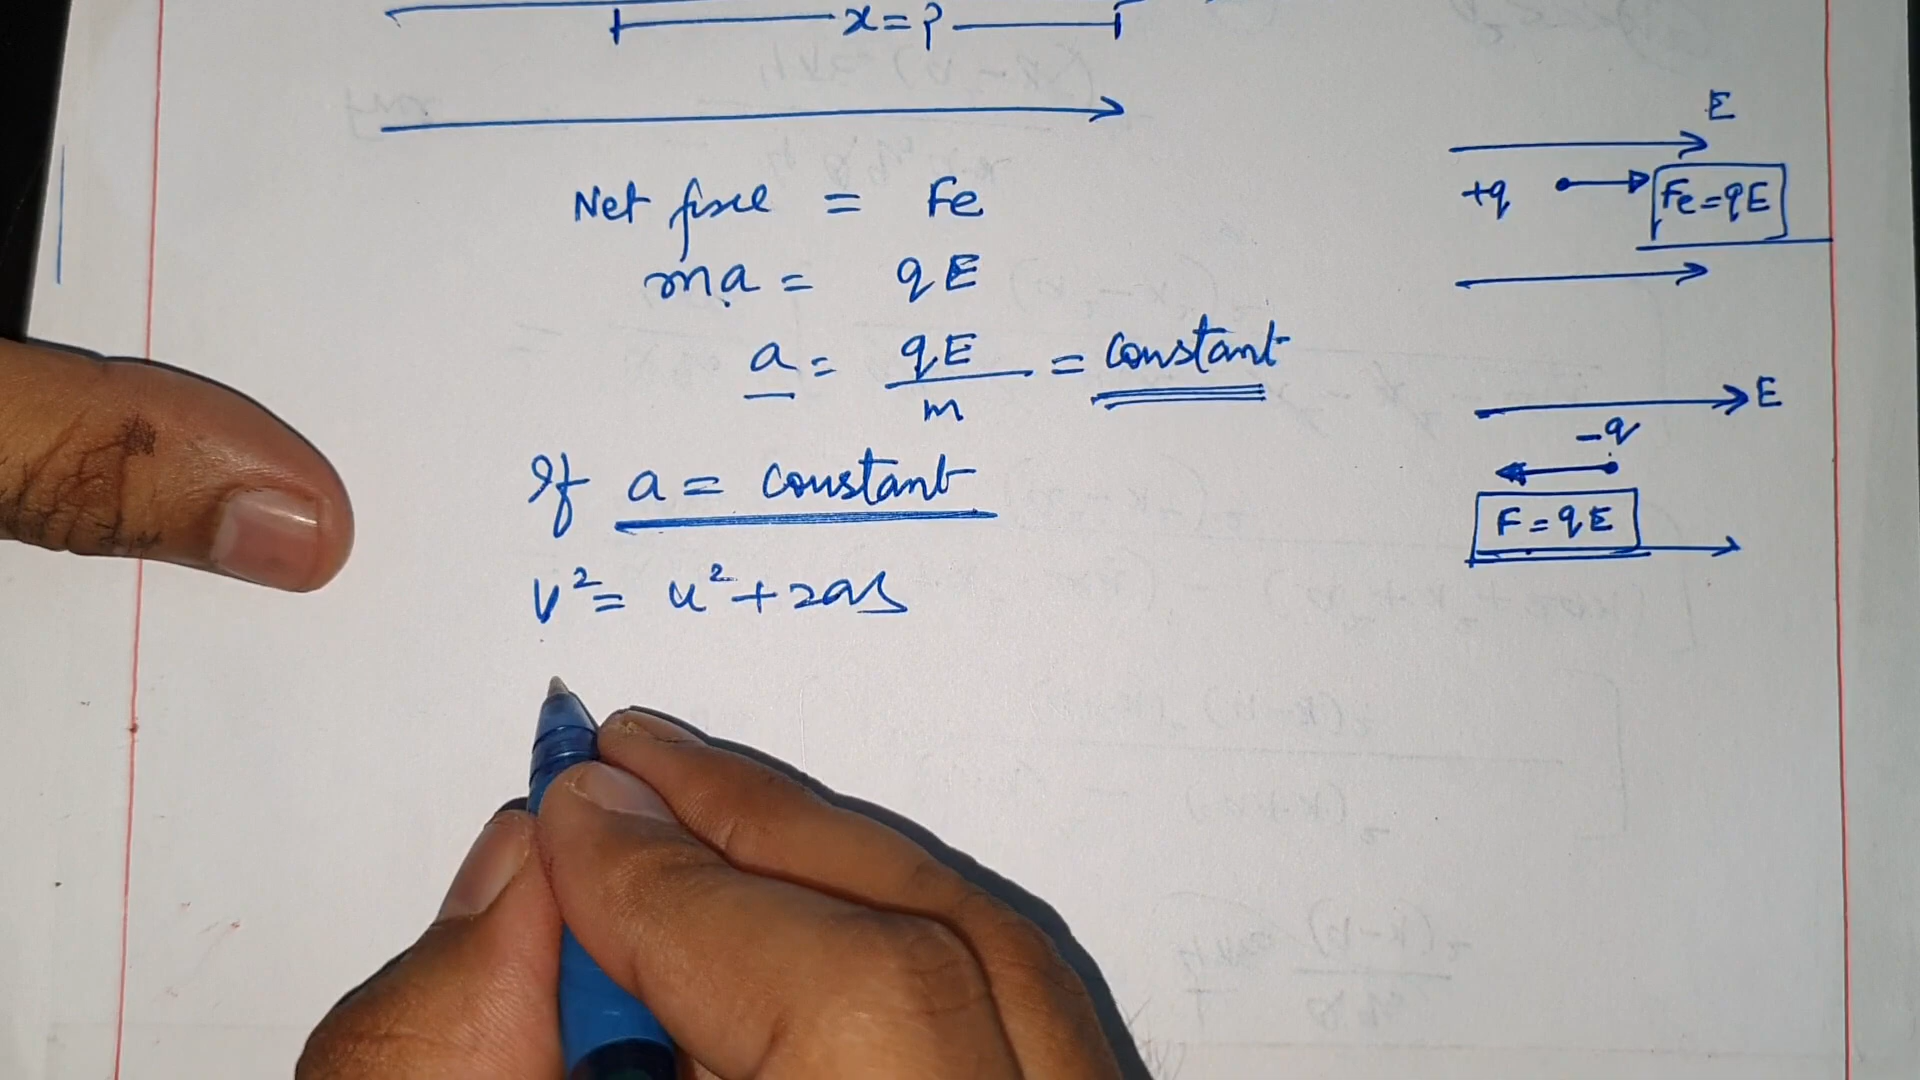 x = ?
Net force = Fe
ma = qE
a = qE/m = constant
If a = constant
v² = u² + 2as
E
+q
Fe = qE
E
-q
F = qE